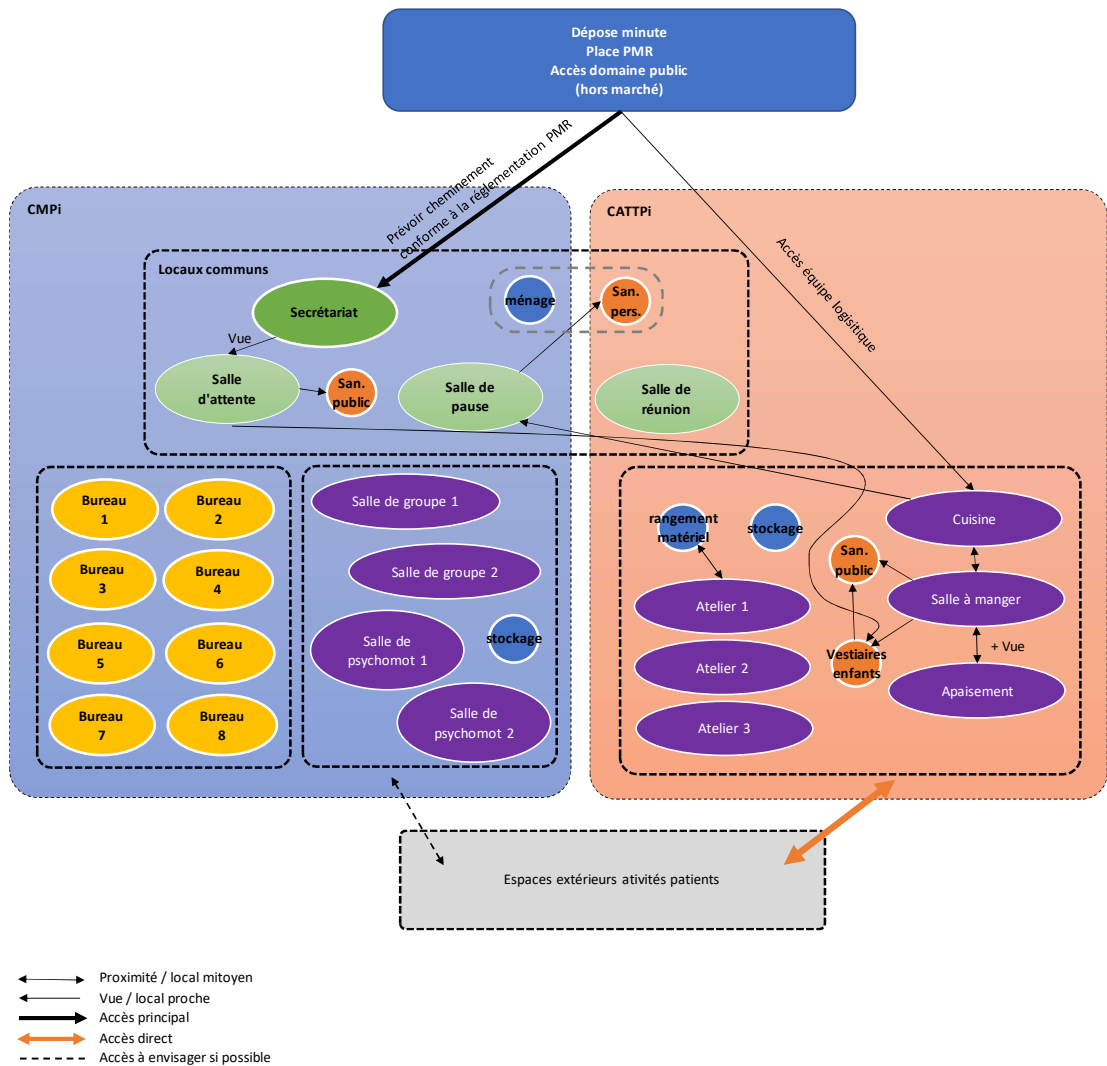 Dépose minute
Place PMR
Accès domaine public
(hors marché)
Prévoir cheminement
conforme à la réglementation PMR
Accès équipe logisitique
CMPi
CATTPi
Locaux communs
Secrétariat
ménage
San.
pers.
Vue
Salle
d'attente
San.
public
Salle de
pause
Salle de
réunion
Bureau
1
Bureau
2
Bureau
3
Bureau
4
Bureau
5
Bureau
6
Bureau
7
Bureau
8
Salle de groupe 1
Salle de groupe 2
Salle de
psychomot 1
stockage
Salle de
psychomot 2
rangement
matériel
stockage
Cuisine
San.
public
Atelier 1
Salle à manger
+ Vue
Atelier 2
Vestiaires
enfants
Apaisement
Atelier 3
Espaces extérieurs ativités patients
Proximité / local mitoyen
Vue / local proche
Accès principal
Accès direct
Accès à envisager si possible